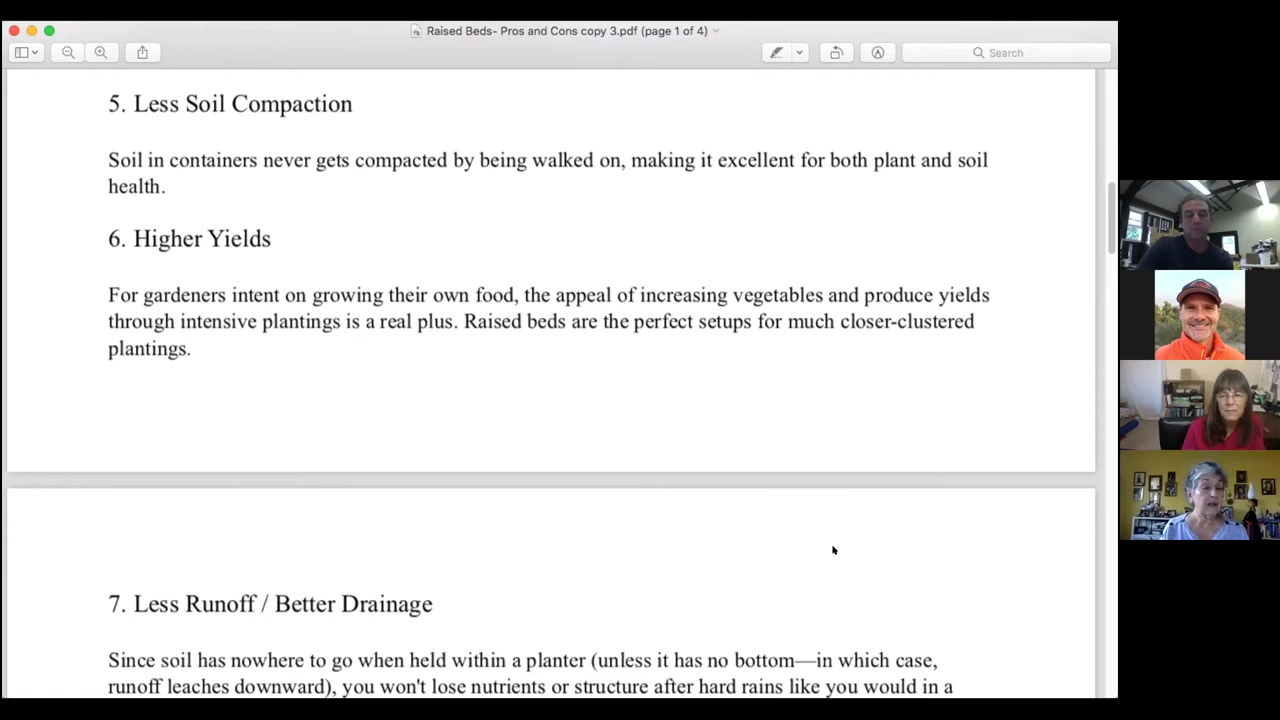 Raised Beds- Pros and Cons copy 3.pdf (page 1 of 4)
Search
5. Less Soil Compaction
Soil in containers never gets compacted by being walked on, making it excellent for both plant and soil
health.
6. Higher Yields
For gardeners intent on growing their own food, the appeal of increasing vegetables and produce yields
through intensive plantings is a real plus. Raised beds are the perfect setups for much closer-clustered
plantings.
7. Less Runoff / Better Drainage
Since soil has nowhere to go when held within a planter (unless it has no bottom—in which case,
runoff leaches downward), you won't lose nutrients or structure after hard rains like you would in a